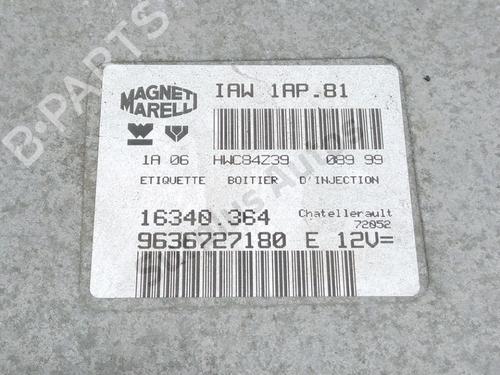 MAGNETI MARELLI
IAW 1AP.81
1A 06 HWC84Z39 089 99
ETIQUETTE BOITIER D'INJECTION
16340.364 Chatellerault 72052
9636727180 E 12V=
B-PARTS